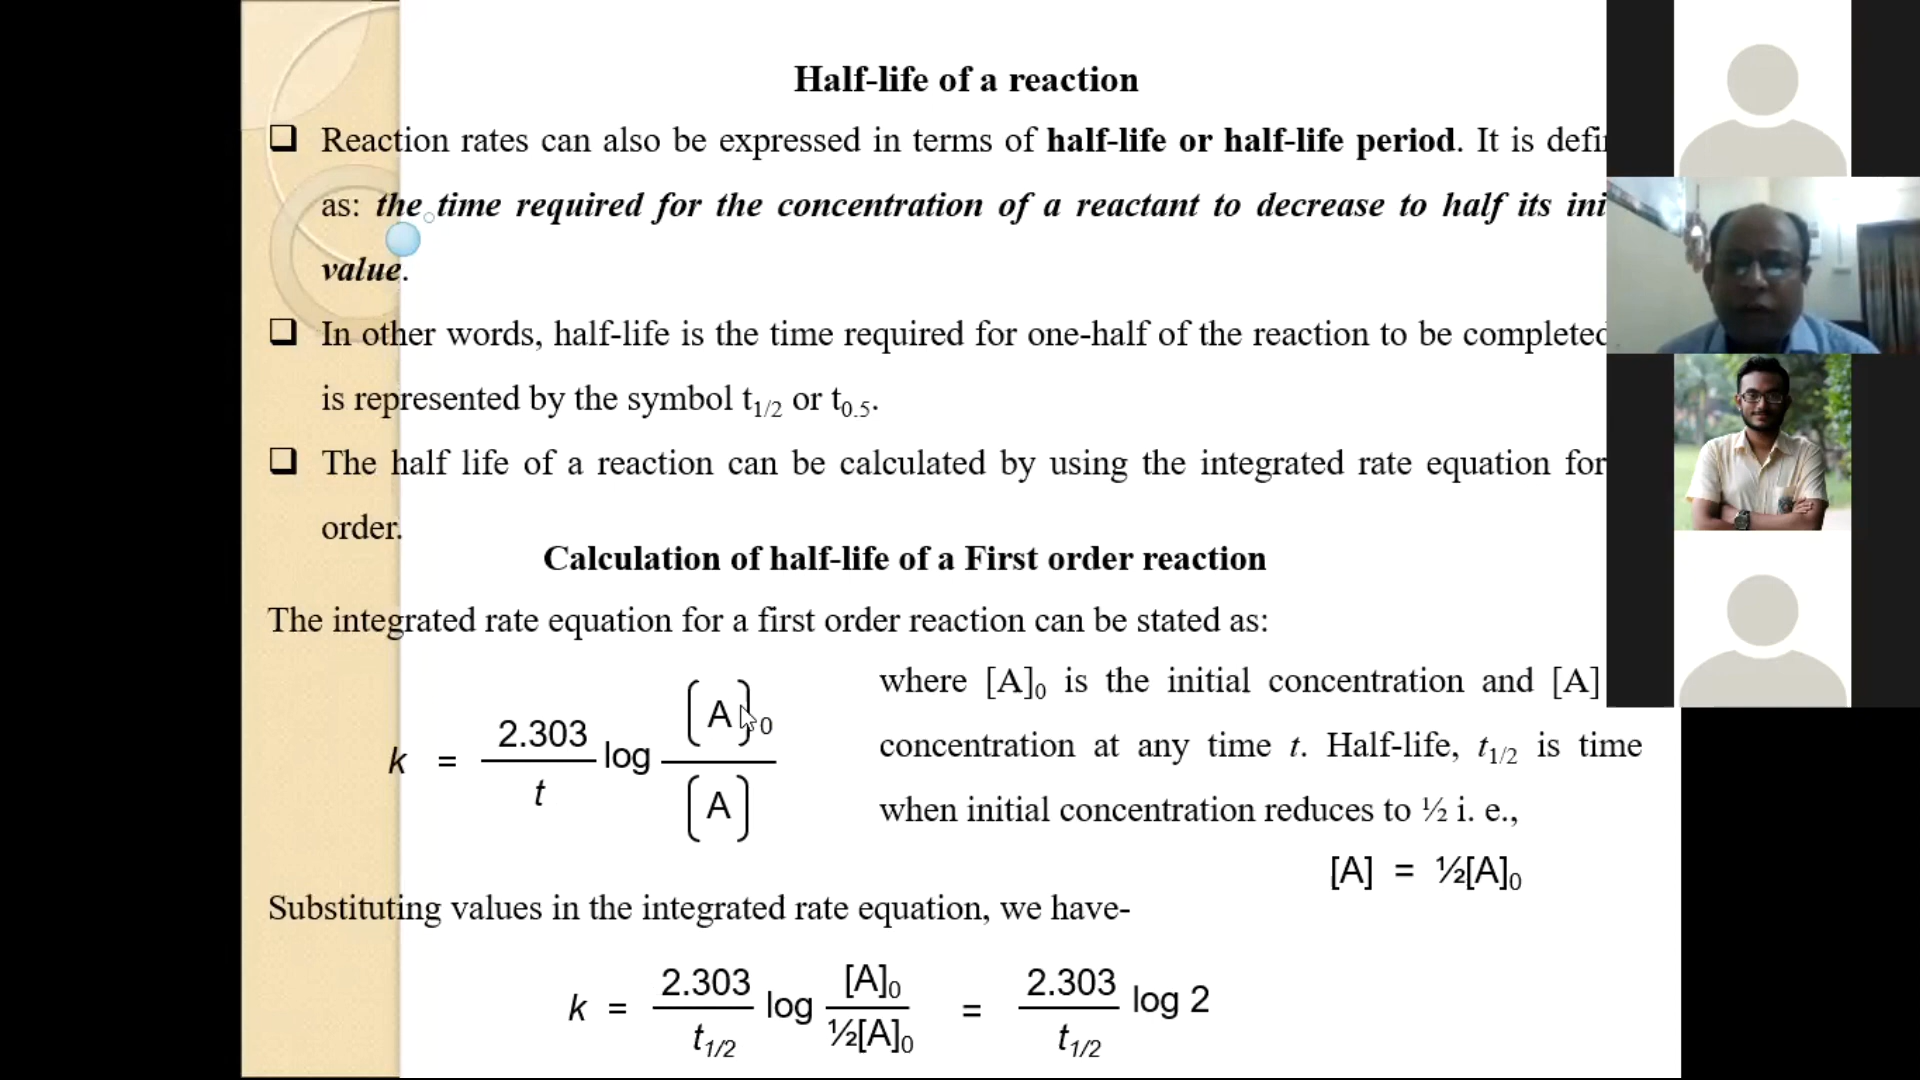 Half-life of a reaction
❑ Reaction rates can also be expressed in terms of half-life or half-life period. It is defi
as: the time required for the concentration of a reactant to decrease to half its ini
value.
❑ In other words, half-life is the time required for one-half of the reaction to be completed
is represented by the symbol t1/2 or t0.5.
❑ The half life of a reaction can be calculated by using the integrated rate equation for
order.
Calculation of half-life of a First order reaction
The integrated rate equation for a first order reaction can be stated as:
k = 2.303/t log [A]0/[A]
where [A]0 is the initial concentration and [A]
concentration at any time t. Half-life, t1/2 is time
when initial concentration reduces to ½ i. e.,
[A] = ½[A]0
Substituting values in the integrated rate equation, we have-
k = 2.303/t1/2 log [A]0/½[A]0 = 2.303/t1/2 log 2